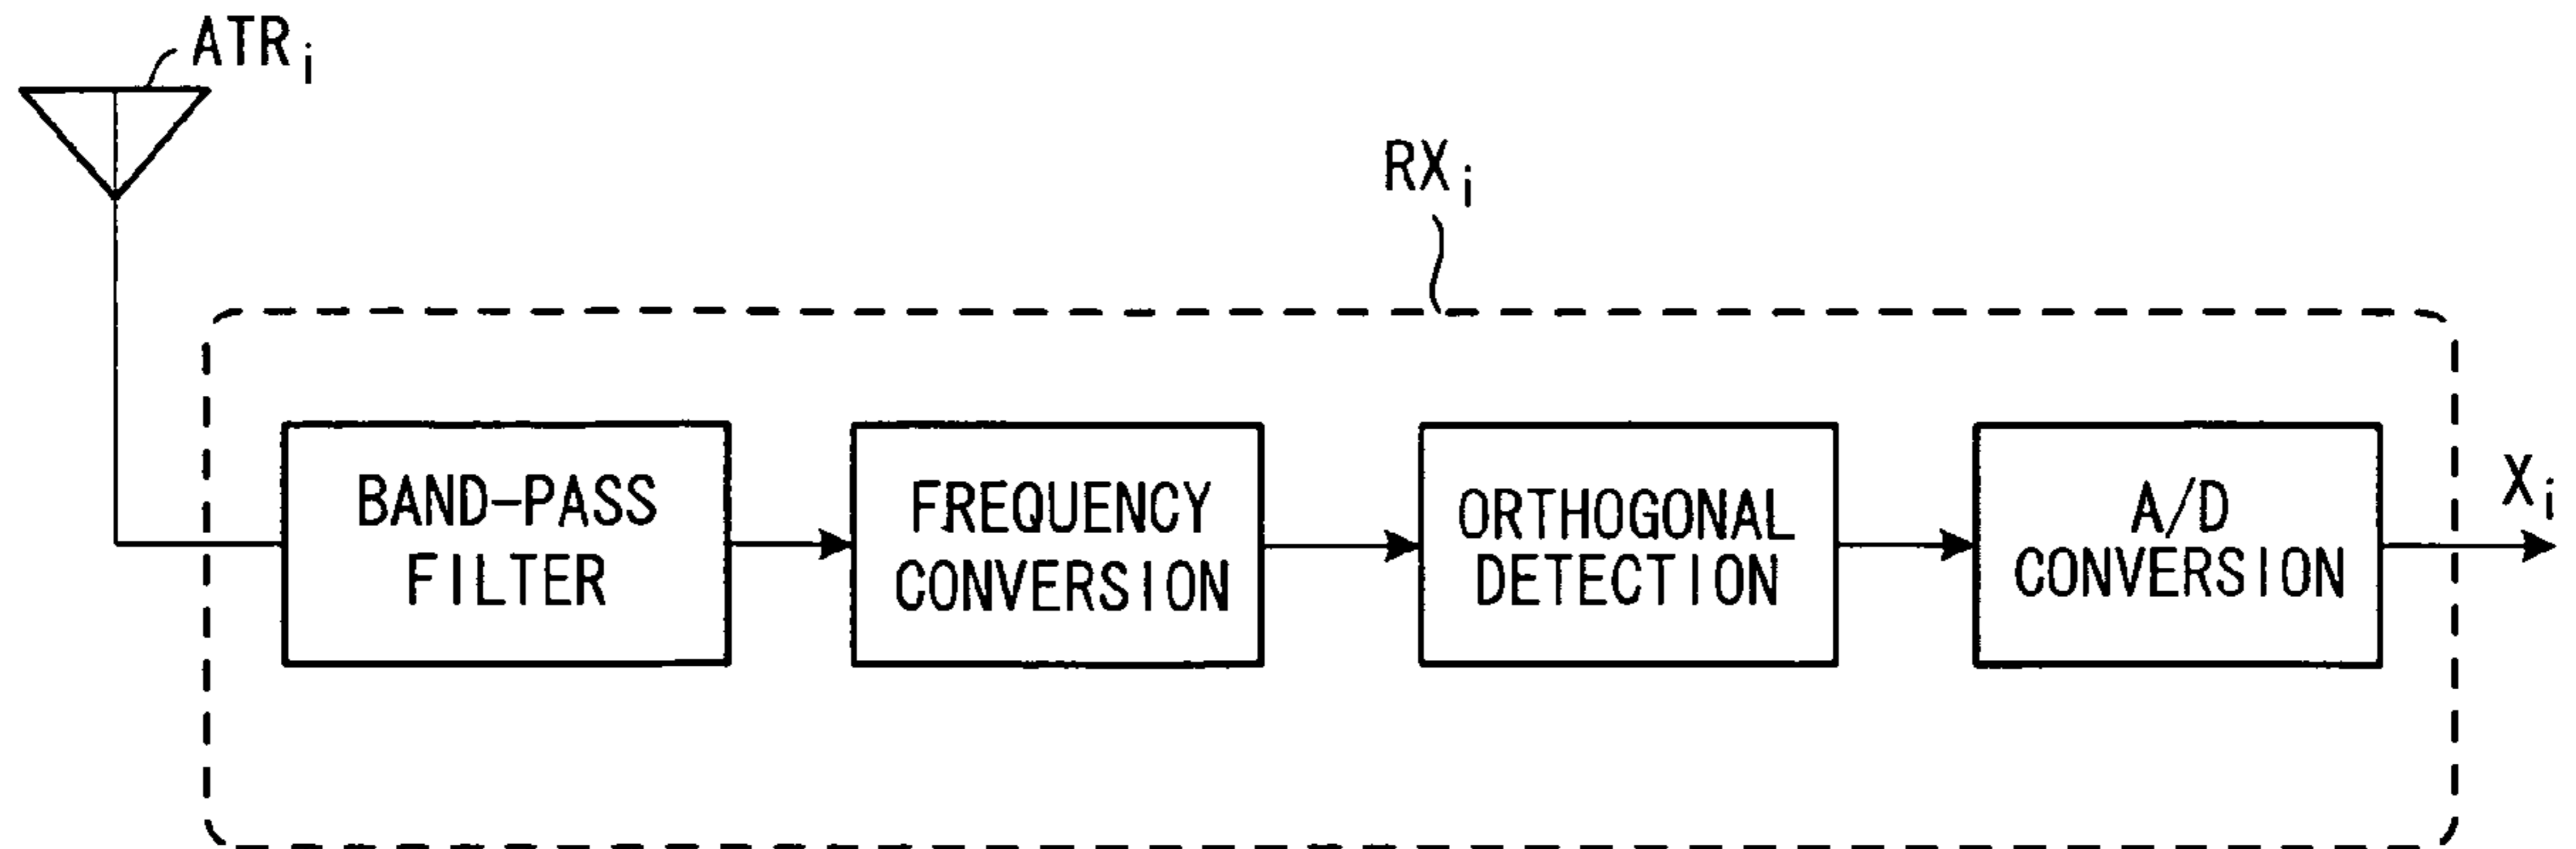 ATRi
RXi
BAND-PASS
FILTER
FREQUENCY
CONVERSION
ORTHOGONAL
DETECTION
A/D
CONVERSION
Xi